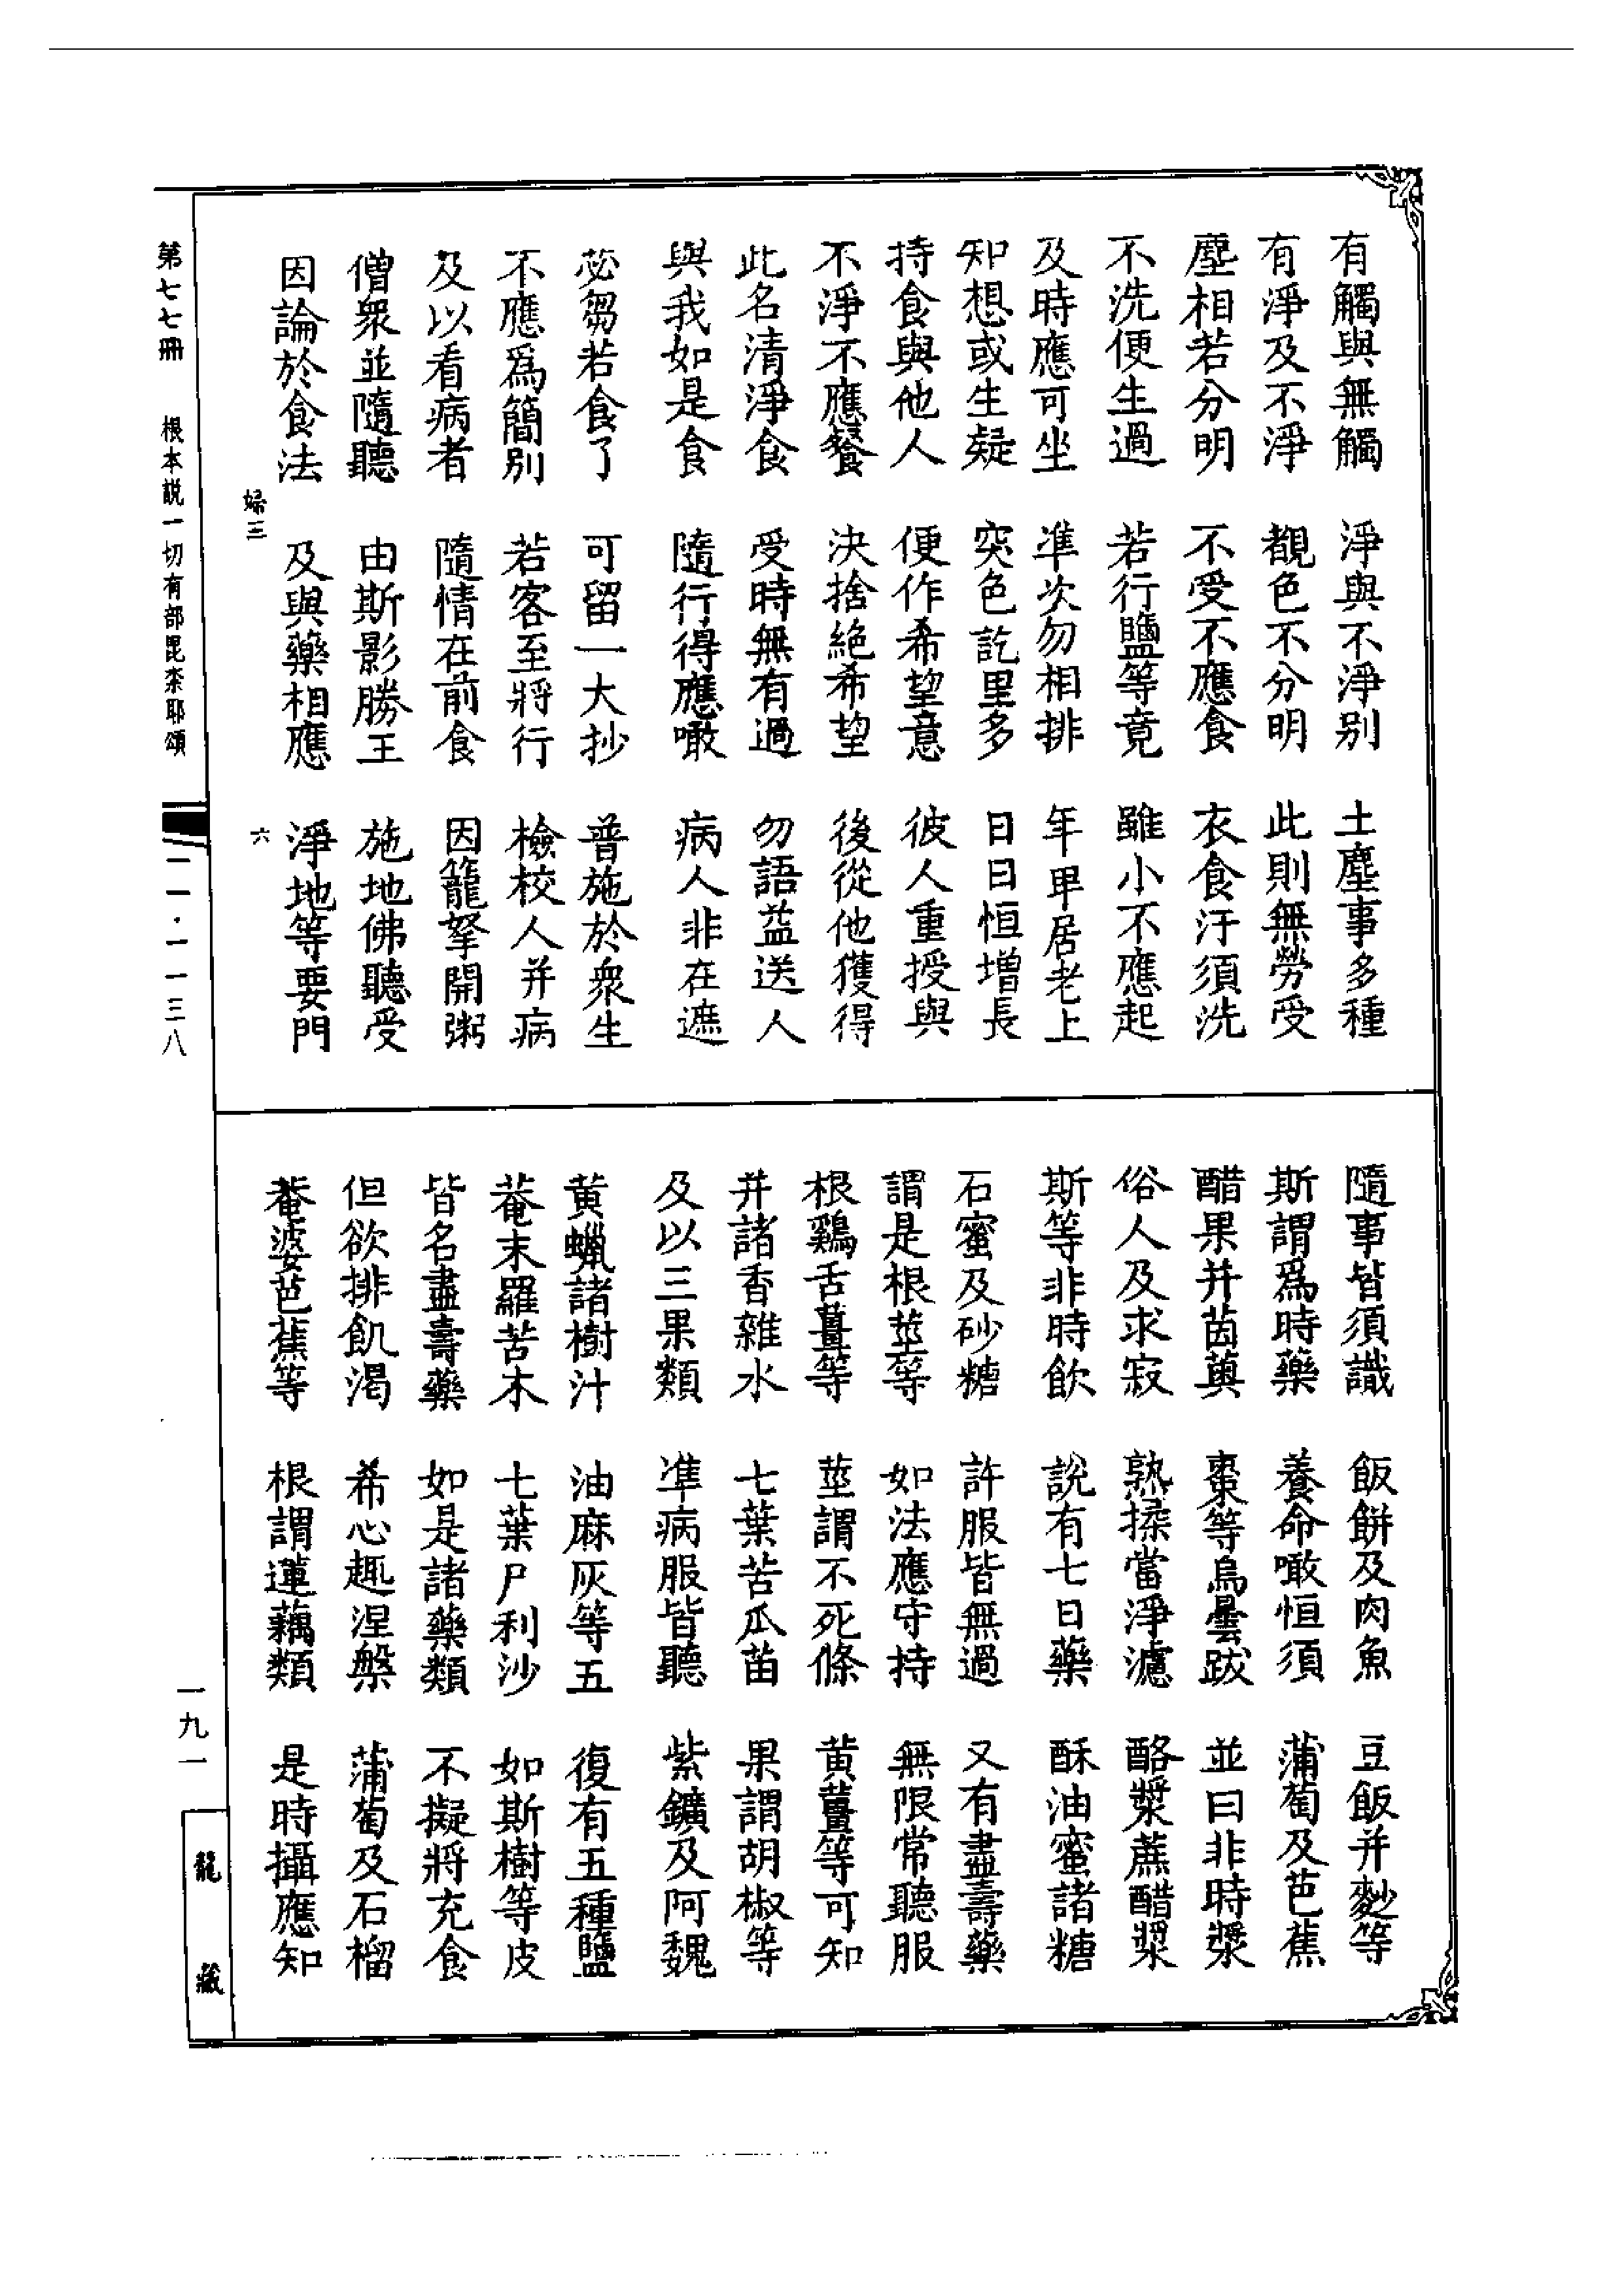 有觸與無觸　淨與不淨别　土塵事多種
有淨及不淨　覩色不分明　此則無勞受
塵相若分明　不受不應食　衣食汙須洗
不洗便生過　若行鹽等竟　雖小不應起
及時應可坐　準次勿相排　年卑居老上
知想或生疑　突色訖里多　日日恒增長
持食與他人　便作希望意　彼人重授與
不淨不應餐　決捨絶希望　後從他獲得
此名清淨食　受時無有過　勿語益送人
與我如是食　隨行得應噉　病人非在遮
苾芻若食了　可留一大抄　普施於衆生
不應爲簡別　若客至將行　檢校人并病
及以看病者　隨情在前食　因籠拏開粥
僧衆並隨聽　由斯影勝王　施地佛聽受
因論於食法　及與藥相應　淨地等要門
婦三　六
隨事皆須識　飯餅及肉魚　豆飯并麨等
斯謂爲時藥　養命噉恒須　蒲萄及芭蕉
醋果并茵蕽　棗等烏曇跋　並曰非時漿
俗人及求寂　熟搡當淨濾　酪漿蔗醋漿
斯等非時飲　說有七日藥　酥油蜜諸糖
石蜜及砂糖　許服皆無過　又有盡壽藥
謂是根莖等　如法應守持　無限常聽服
根鷄舌薑等　莖謂不死條　黄薑等可知
并諸香雜水　七葉苦瓜苗　果謂胡椒等
及以三果類　準病服皆聽　紫鑛及阿魏
黄蠟諸樹汁　油麻灰等五　復有五種鹽
菴末羅苦木　七葉尸利沙　如斯樹等皮
皆名盡壽藥　如是諸藥類　不擬將充食
但欲排飢渴　希心趣涅槃　蒲萄及石榴
菴婆芭蕉等　根謂蓮藕類　是時攝應知
第七七冊　根本説一切有部毘柰耶頌　一一一·一一三八
一九一
龍藏